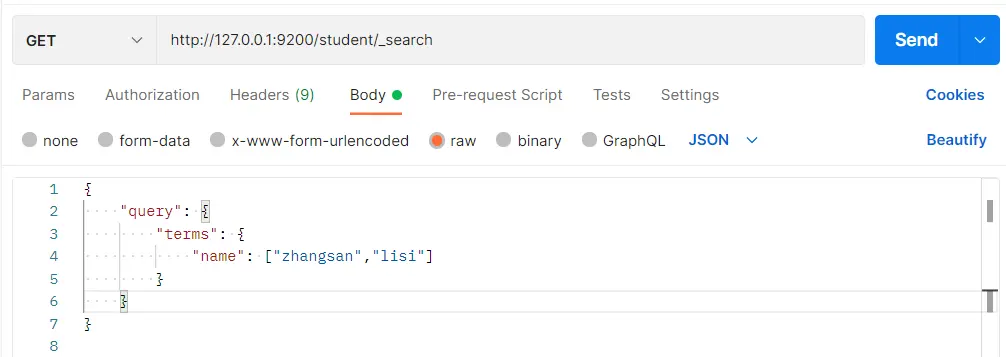 GET http://127.0.0.1:9200/student/_search Send
Params Authorization Headers (9) Body Pre-request Script Tests Settings Cookies
none form-data x-www-form-urlencoded raw binary GraphQL JSON Beautify
1 {
2 "query": {
3 "terms": {
4 "name": ["zhangsan","lisi"]
5 }
6 }
7 }
8